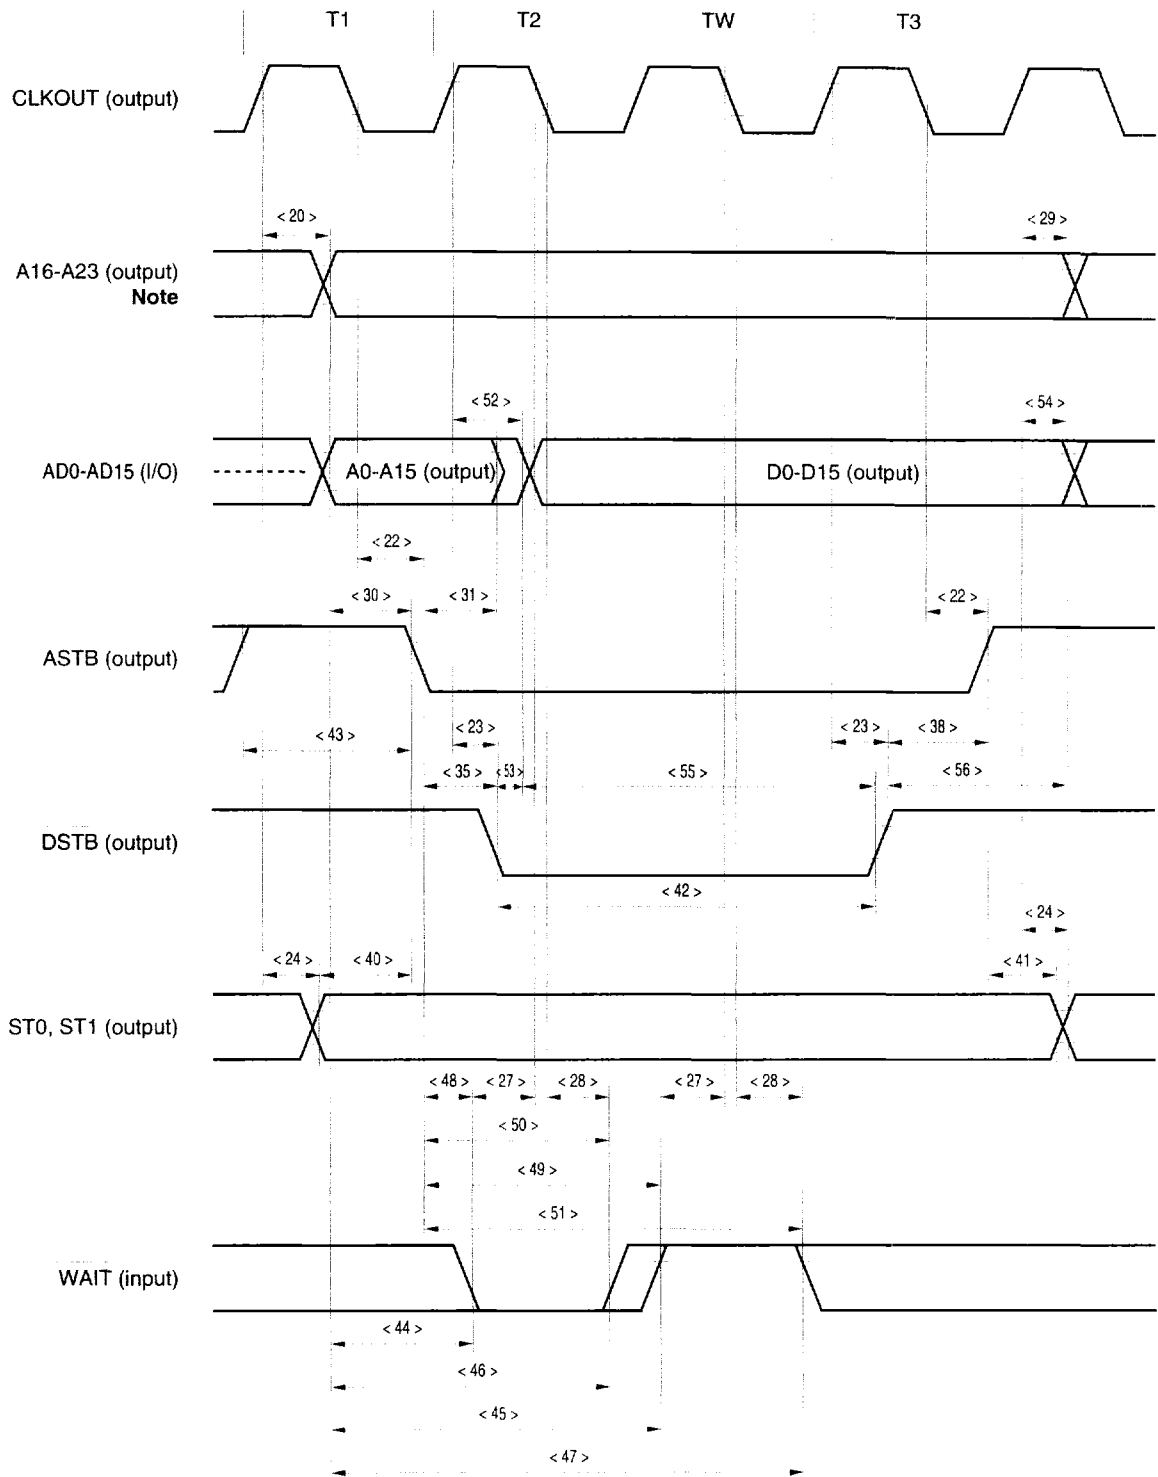 T1 T2 TW T3
CLKOUT (output)
< 20 > < 29 >
A16-A23 (output)
Note
< 52 > < 54 >
AD0-AD15 (I/O) A0-A15 (output) D0-D15 (output)
< 22 >
< 30 > < 31 > < 22 >
ASTB (output)
< 43 > < 23 > < 23 > < 38 >
< 35 > < 53 > < 55 > < 56 >
DSTB (output)
< 42 >
< 24 >
< 24 > < 40 > < 41 >
ST0, ST1 (output)
< 48 > < 27 > < 28 > < 27 > < 28 >
< 50 >
< 49 >
< 51 >
WAIT (input)
< 44 >
< 46 >
< 45 >
< 47 >